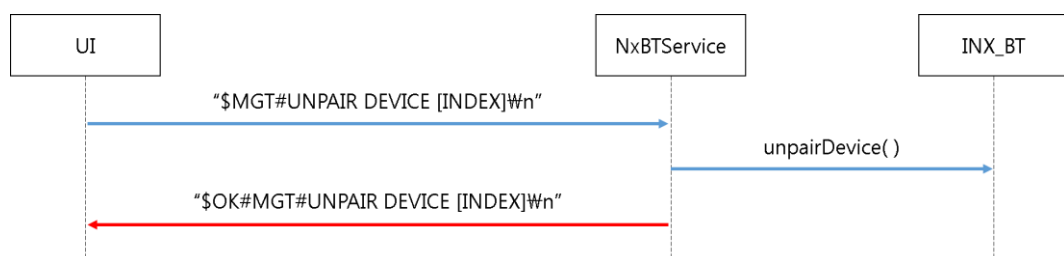 UI
NxBTService
INX_BT
“$MGT#UNPAIR DEVICE [INDEX]₩n”
unpairDevice( )
“$OK#MGT#UNPAIR DEVICE [INDEX]₩n”